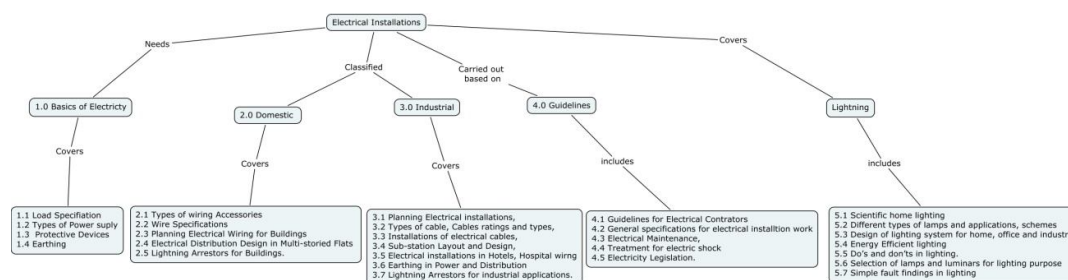 Electrical Installations
Needs
Classified
Carried out
based on
Covers
1.0 Basics of Electricty
2.0 Domestic
3.0 Industrial
4.0 Guidelines
Lightning
Covers
Covers
Covers
includes
includes
1.1 Load Specifiation
1.2 Types of Power suply
1.3 Protective Devices
1.4 Earthing
2.1 Types of wiring Accessories
2.2 Wire Specifications
2.3 Planning Electrical Wiring for Buildings
2.4 Electrical Distribution Design in Multi-storied Flats
2.5 Lightning Arrestors for Buildings.
3.1 Planning Electrical installations,
3.2 Types of cable, Cables ratings and types,
3.3 Installations of electrical cables,
3.4 Sub-station Layout and Design,
3.5 Electrical installations in Hotels, Hospital wirng
3.6 Earthing in Power and Distribution
3.7 Lightning Arrestors for industrial applications.
4.1 Guidelines for Electrical Contrators
4.2 General specifications for electrical installtion work
4.3 Electrical Maintenance,
4.4 Treatment for electric shock
4.5 Electricity Legislation.
5.1 Scientific home lighting
5.2 Different types of lamps and applications, schemes
5.3 Design of lighting system for home, office and industr
5.4 Energy Efficient lighting
5.5 Do's and don'ts in lighting.
5.6 Selection of lamps and luminars for lighting purpose
5.7 Simple fault findings in lighting